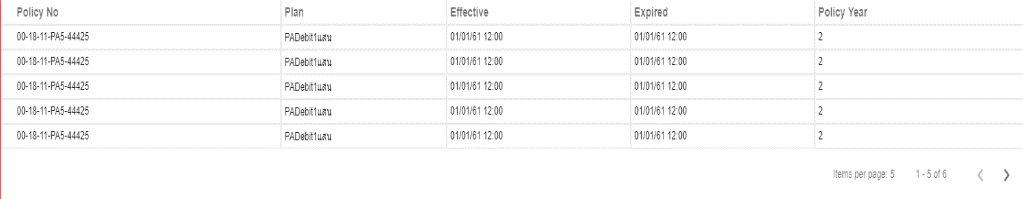 Policy No Plan Effective Expired Policy Year
00-18-11-PA5-44425 PADebit1แสน 01/01/61 12:00 01/01/61 12:00 2
00-18-11-PA5-44425 PADebit1แสน 01/01/61 12:00 01/01/61 12:00 2
00-18-11-PA5-44425 PADebit1แสน 01/01/61 12:00 01/01/61 12:00 2
00-18-11-PA5-44425 PADebit1แสน 01/01/61 12:00 01/01/61 12:00 2
00-18-11-PA5-44425 PADebit1แสน 01/01/61 12:00 01/01/61 12:00 2
Items per page: 5 1 - 5 of 6